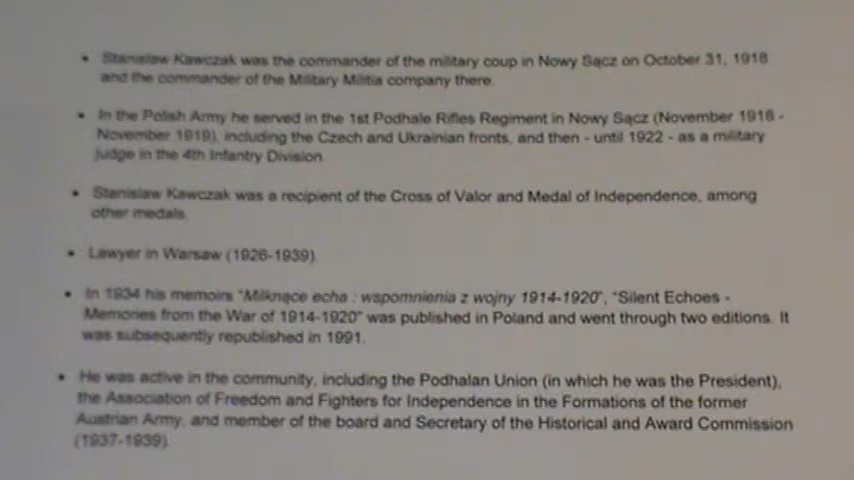 • Stanislaw Kawczak was the commander of the military coup in Nowy Sącz on October 31, 1918
and the commander of the Military Militia company there.
• In the Polish Army he served in the 1st Podhale Rifles Regiment in Nowy Sącz (November 1918 -
November 1919), including the Czech and Ukrainian fronts, and then - until 1922 - as a military
judge in the 4th Infantry Division.
• Stanislaw Kawczak was a recipient of the Cross of Valor and Medal of Independence, among
other medals.
• Lawyer in Warsaw (1926-1939).
• In 1934 his memoirs "Milknące echa : wspomnienia z wojny 1914-1920", "Silent Echoes -
Memories from the War of 1914-1920" was published in Poland and went through two editions. It
was subsequently republished in 1991.
• He was active in the community, including the Podhalan Union (in which he was the President),
the Association of Freedom and Fighters for Independence in the Formations of the former
Austrian Army, and member of the board and Secretary of the Historical and Award Commission
(1937-1939).